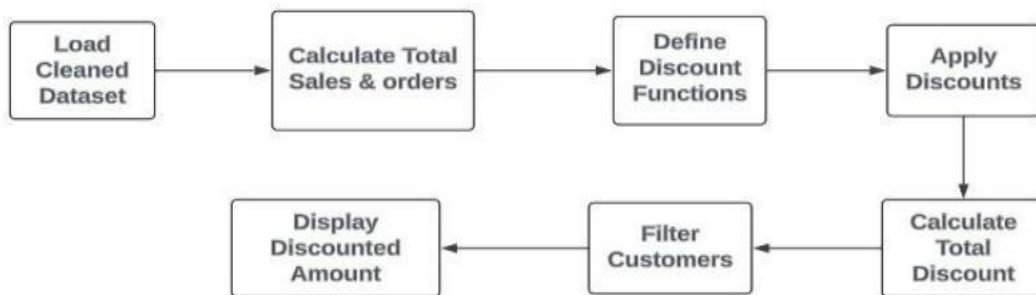 Load
Cleaned
Dataset
Calculate Total
Sales & orders
Define
Discount
Functions
Apply
Discounts
Calculate
Total
Discount
Filter
Customers
Display
Discounted
Amount